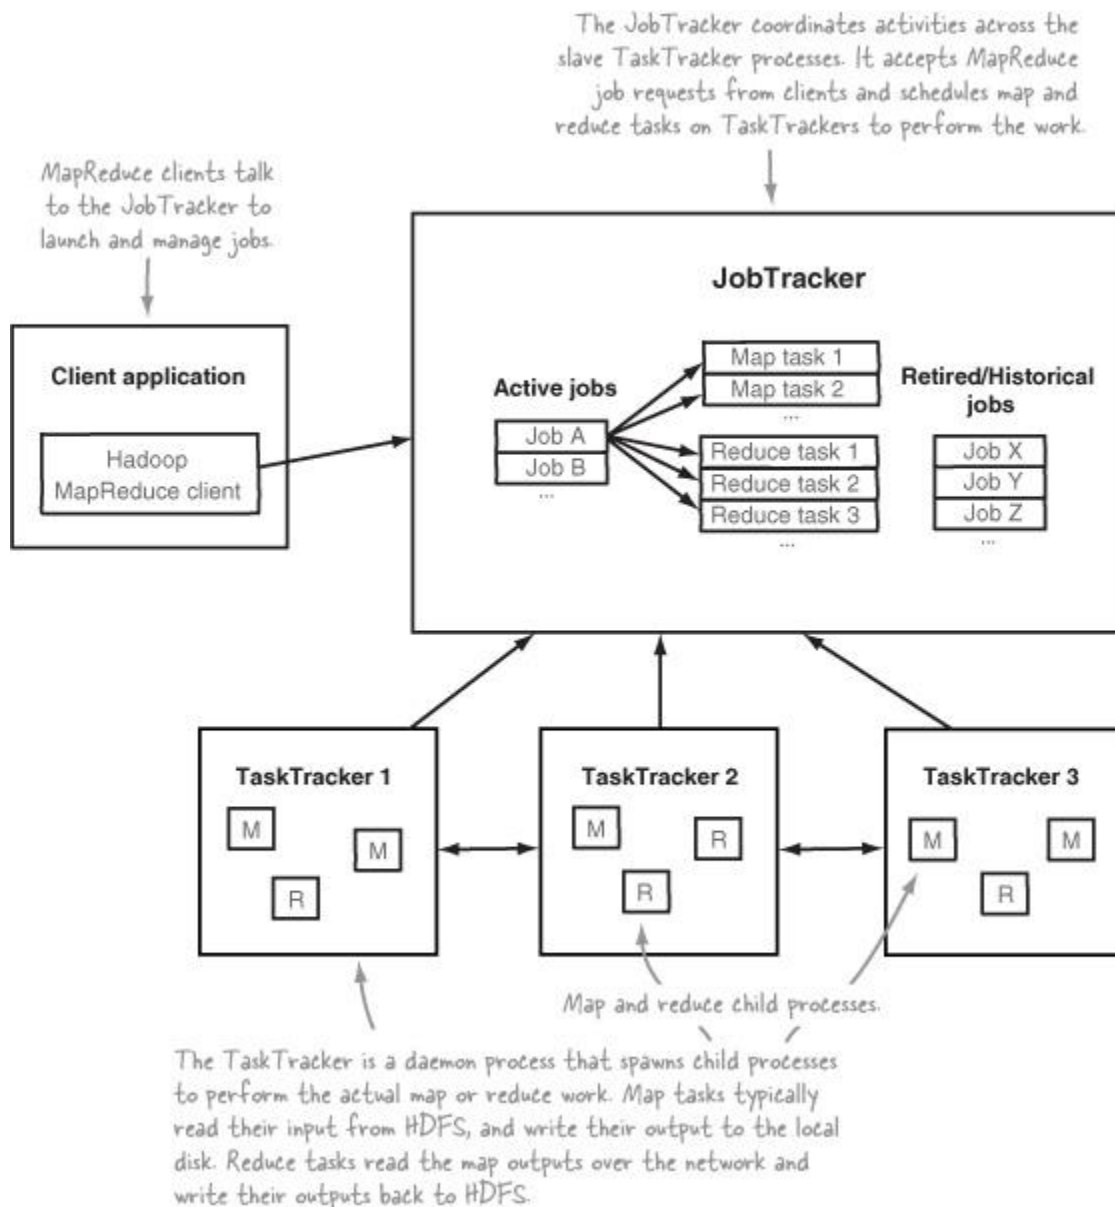 The JobTracker coordinates activities across the
slave TaskTracker processes. It accepts MapReduce
job requests from clients and schedules map and
reduce tasks on TaskTrackers to perform the work.
MapReduce clients talk
to the JobTracker to
launch and manage jobs.
Client application
Hadoop
MapReduce client
JobTracker
Active jobs
Job A
Job B
...
Map task 1
Map task 2
...
Reduce task 1
Reduce task 2
Reduce task 3
...
Retired/Historical
jobs
Job X
Job Y
Job Z
...
TaskTracker 1
M
M
R
TaskTracker 2
M
R
R
TaskTracker 3
M
M
R
Map and reduce child processes.
The TaskTracker is a daemon process that spawns child processes
to perform the actual map or reduce work. Map tasks typically
read their input from HDFS, and write their output to the local
disk. Reduce tasks read the map outputs over the network and
write their outputs back to HDFS.